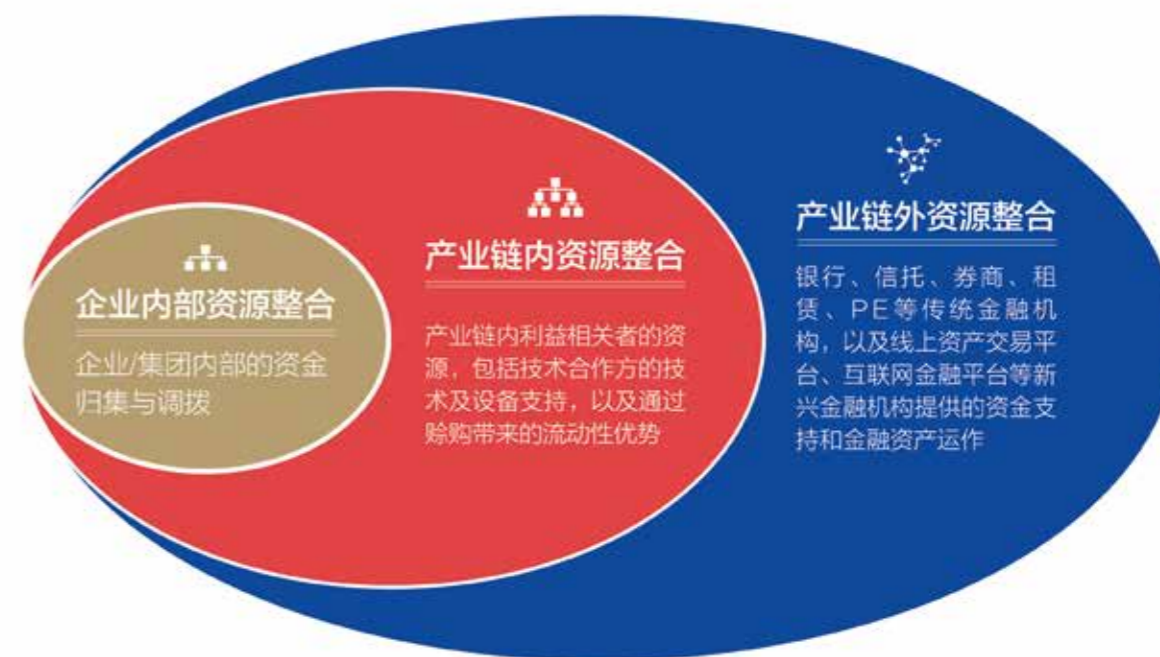 企业内部资源整合
企业/集团内部的资金
归集与调拨
产业链内资源整合
产业链内利益相关者的资
源，包括技术合作方的技
术及设备支持，以及通过
赊购带来的流动性优势
产业链外资源整合
银行、信托、券商、租
赁、PE等传统金融机
构，以及线上资产交易平
台、互联网金融平台等新
兴金融机构提供的资金支
持和金融资产运作